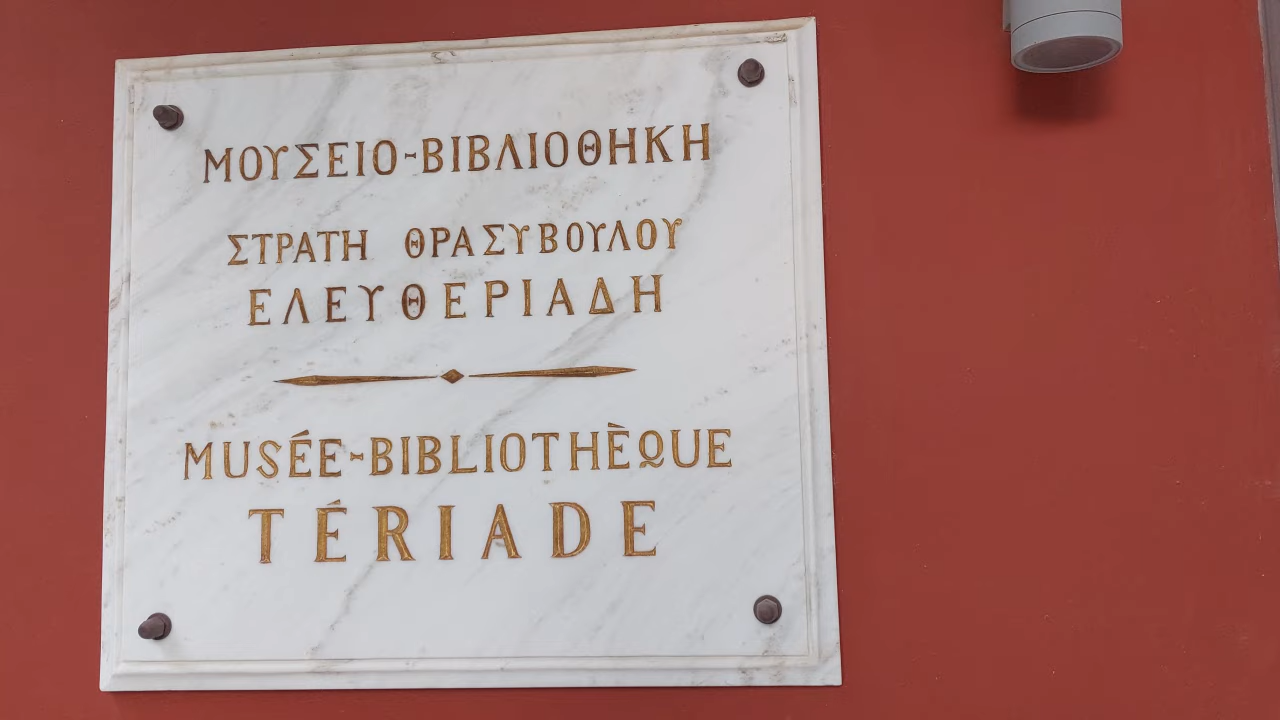 ΜΟΥΣΕΙΟ-ΒΙΒΛΙΟΘΗΚΗ
ΣΤΡΑΤΗ ΘΡΑΣΥΒΟΥΛΟΥ
ΕΛΕΥΘΕΡΙΑΔΗ
MUSÉE-BIBLIOTHÈQUE
TÉRIADE